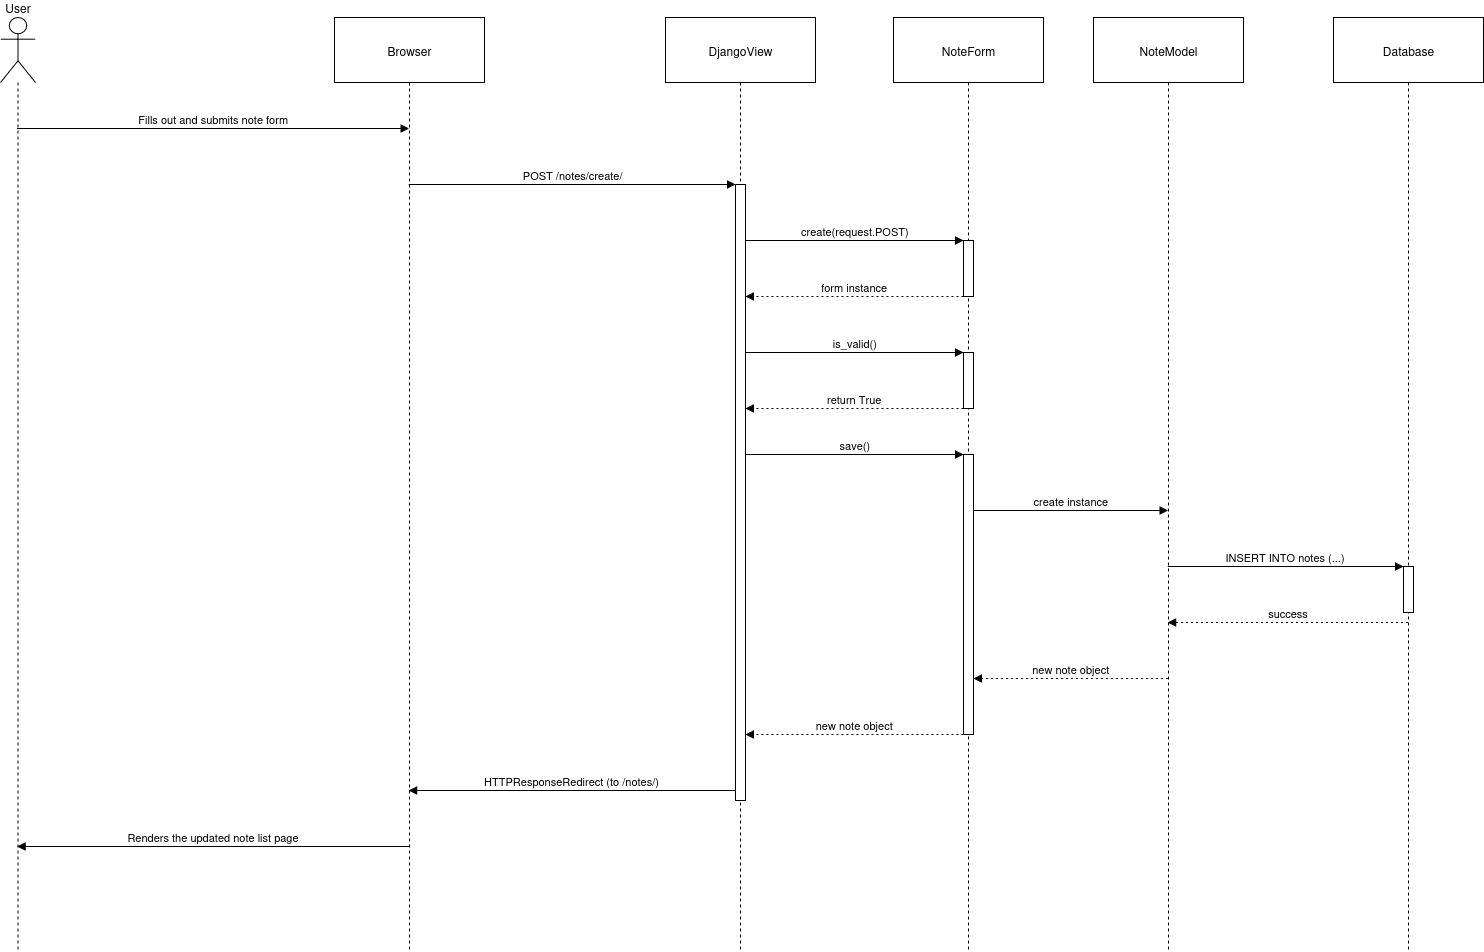 User
Browser
DjangoView
NoteForm
NoteModel
Database
Fills out and submits note form
POST /notes/create/
create(request.POST)
form instance
is_valid()
return True
save()
create instance
INSERT INTO notes (...)
success
new note object
new note object
HTTPResponseRedirect (to /notes/)
Renders the updated note list page